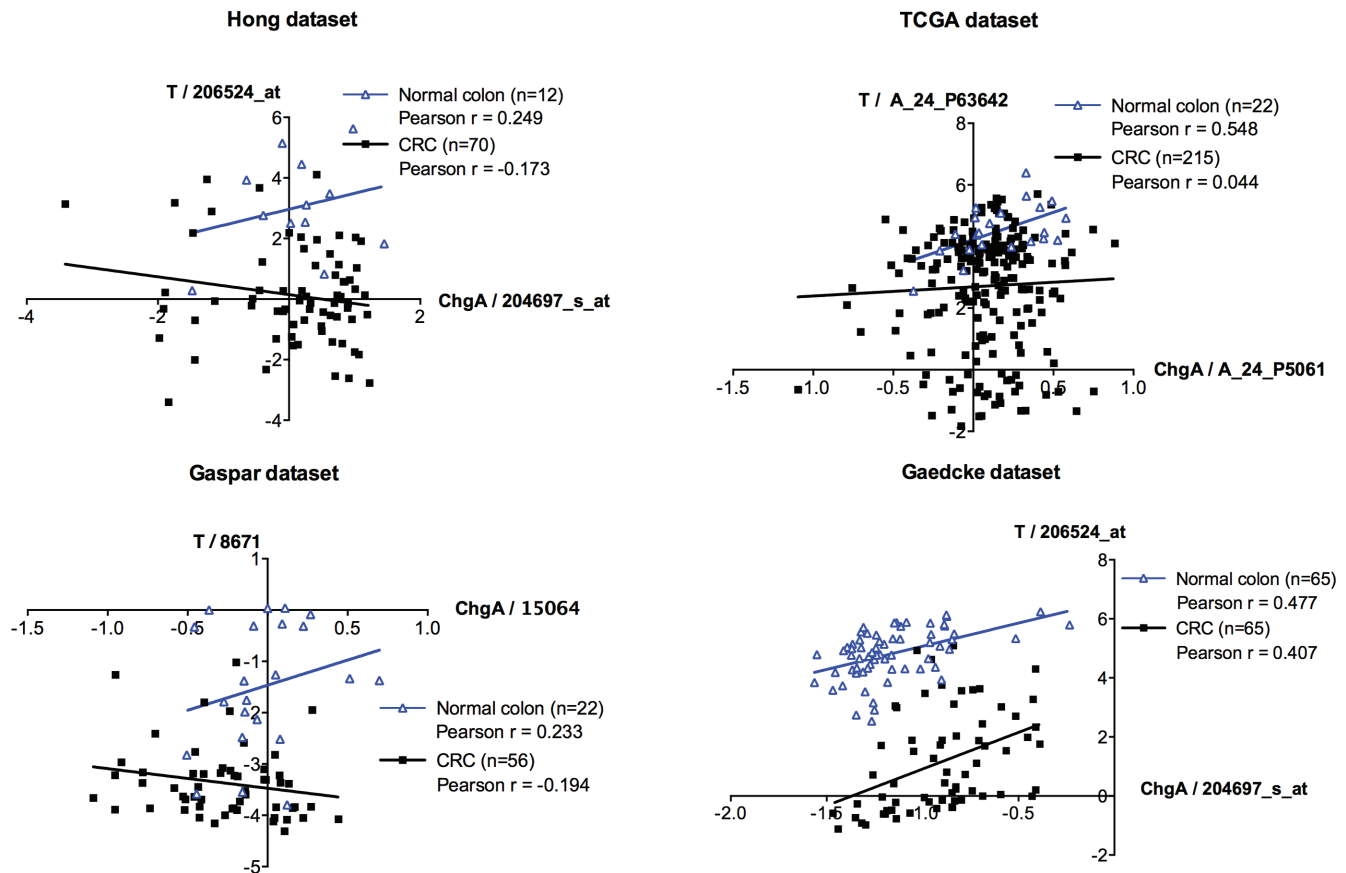 Hong dataset
T / 206524_at
6
4
2
-2
-4
-4
-2
2
ChgA / 204697_s_at
Normal colon (n=12)
Pearson r = 0.249
CRC (n=70)
Pearson r = -0.173
TCGA dataset
T / A_24_P63642
8
6
2
-2
-1.5
-1.0
-0.5
0.5
1.0
ChgA / A_24_P5061
Normal colon (n=22)
Pearson r = 0.548
CRC (n=215)
Pearson r = 0.044
Gaspar dataset
T / 8671
1
-1
-2
-3
-4
-5
-1.5
-1.0
-0.5
0.5
1.0
ChgA / 15064
Normal colon (n=22)
Pearson r = 0.233
CRC (n=56)
Pearson r = -0.194
Gaedcke dataset
T / 206524_at
8
6
4
2
0
-2
-2.0
-1.5
-1.0
-0.5
ChgA / 204697_s_at
Normal colon (n=65)
Pearson r = 0.477
CRC (n=65)
Pearson r = 0.407